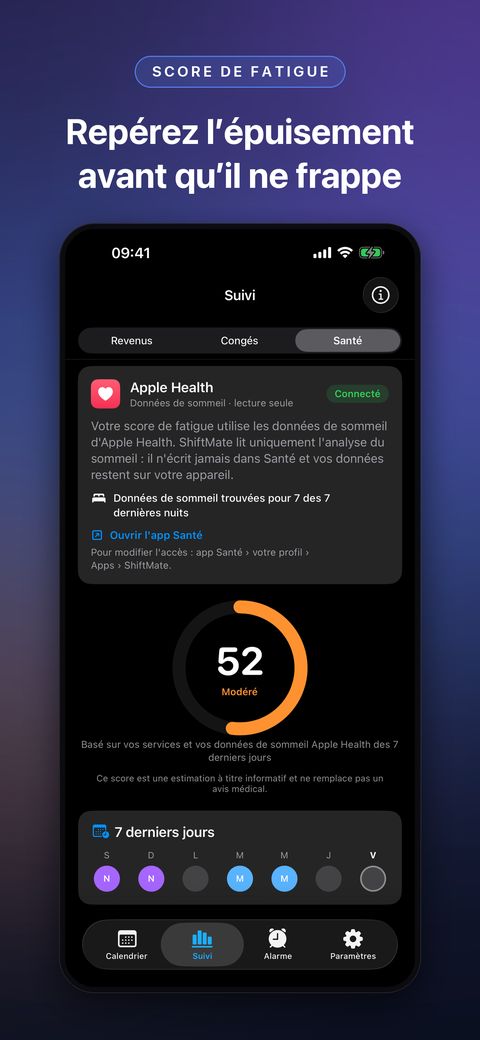 SCORE DE FATIGUE
Repérez l’épuisement
avant qu’il ne frappe
09:41
Suivi
Revenus
Congés
Santé
Apple Health
Données de sommeil · lecture seule
Connecté
Votre score de fatigue utilise les données de sommeil
d'Apple Health. ShiftMate lit uniquement l'analyse du
sommeil : il n'écrit jamais dans Santé et vos données
restent sur votre appareil.
Données de sommeil trouvées pour 7 des 7
dernières nuits
Ouvrir l'app Santé
Pour modifier l'accès : app Santé › votre profil ›
Apps › ShiftMate.
52
Modéré
Basé sur vos services et vos données de sommeil Apple Health des 7
derniers jours
Ce score est une estimation à titre informatif et ne remplace pas un
avis médical.
7 derniers jours
S D L M M J V
N N M M
Calendrier
Suivi
Alarme
Paramètres